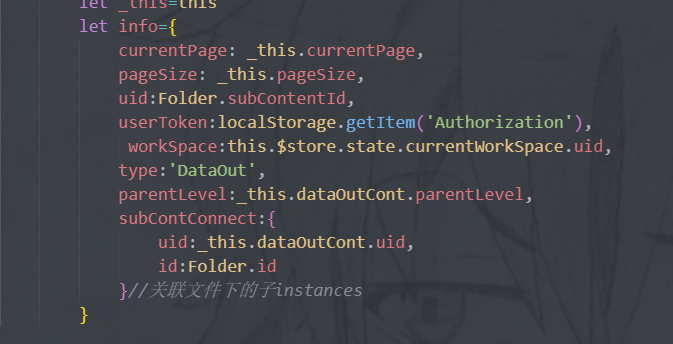 let _this=this
let info={
currentPage: _this.currentPage,
pageSize: _this.pageSize,
uid:Folder.subContentId,
userToken:localStorage.getItem('Authorization'),
workSpace:this.$store.state.currentWorkSpace.uid,
type:'DataOut',
parentLevel:_this.dataOutCont.parentLevel,
subContConnect:{
uid:_this.dataOutCont.uid,
id:Folder.id
}//关联文件下的子instances
}